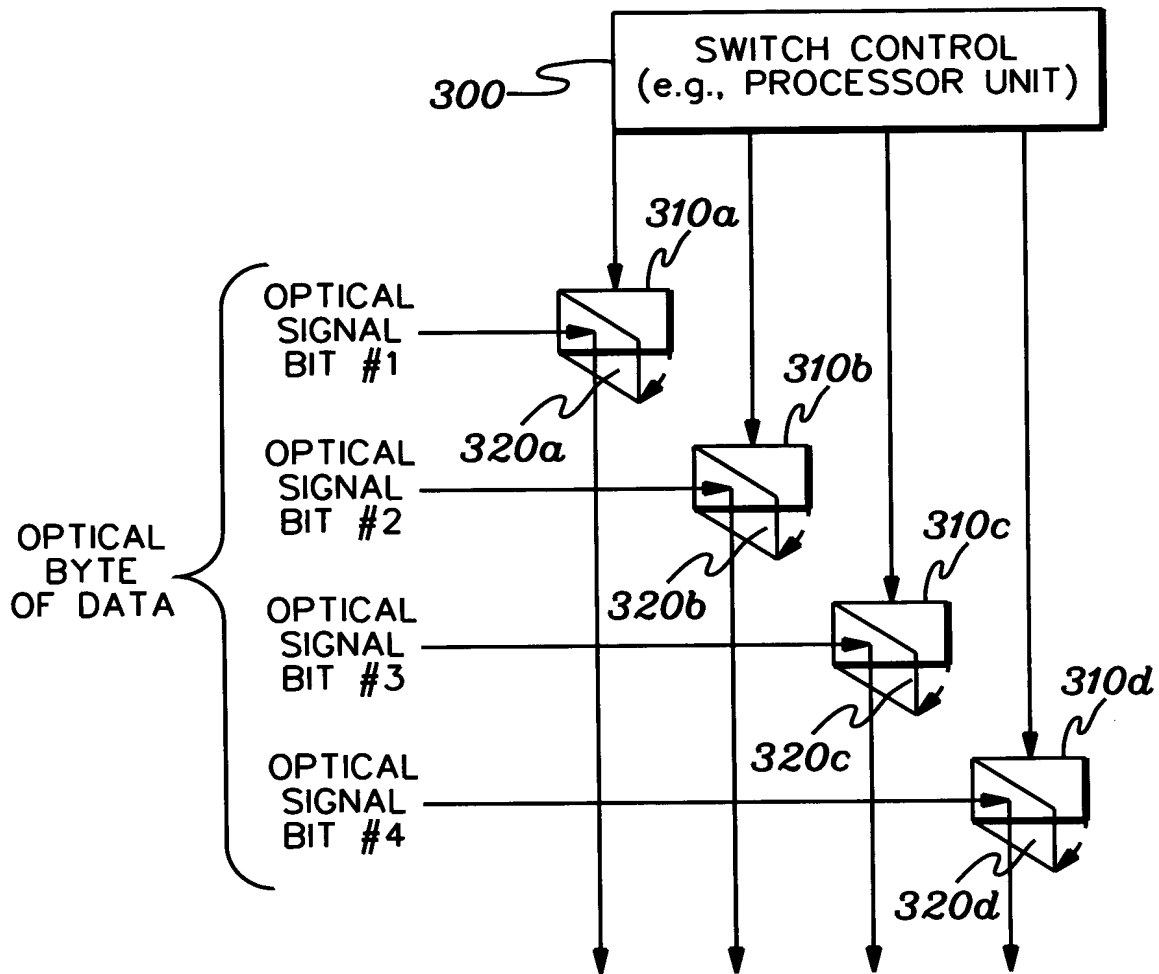 SWITCH CONTROL
(e.g., PROCESSOR UNIT)
300
310a
OPTICAL
SIGNAL
BIT #1
320a
310b
OPTICAL
SIGNAL
BIT #2
320b
OPTICAL
BYTE
OF DATA
310c
OPTICAL
SIGNAL
BIT #3
320c
310d
OPTICAL
SIGNAL
BIT #4
320d